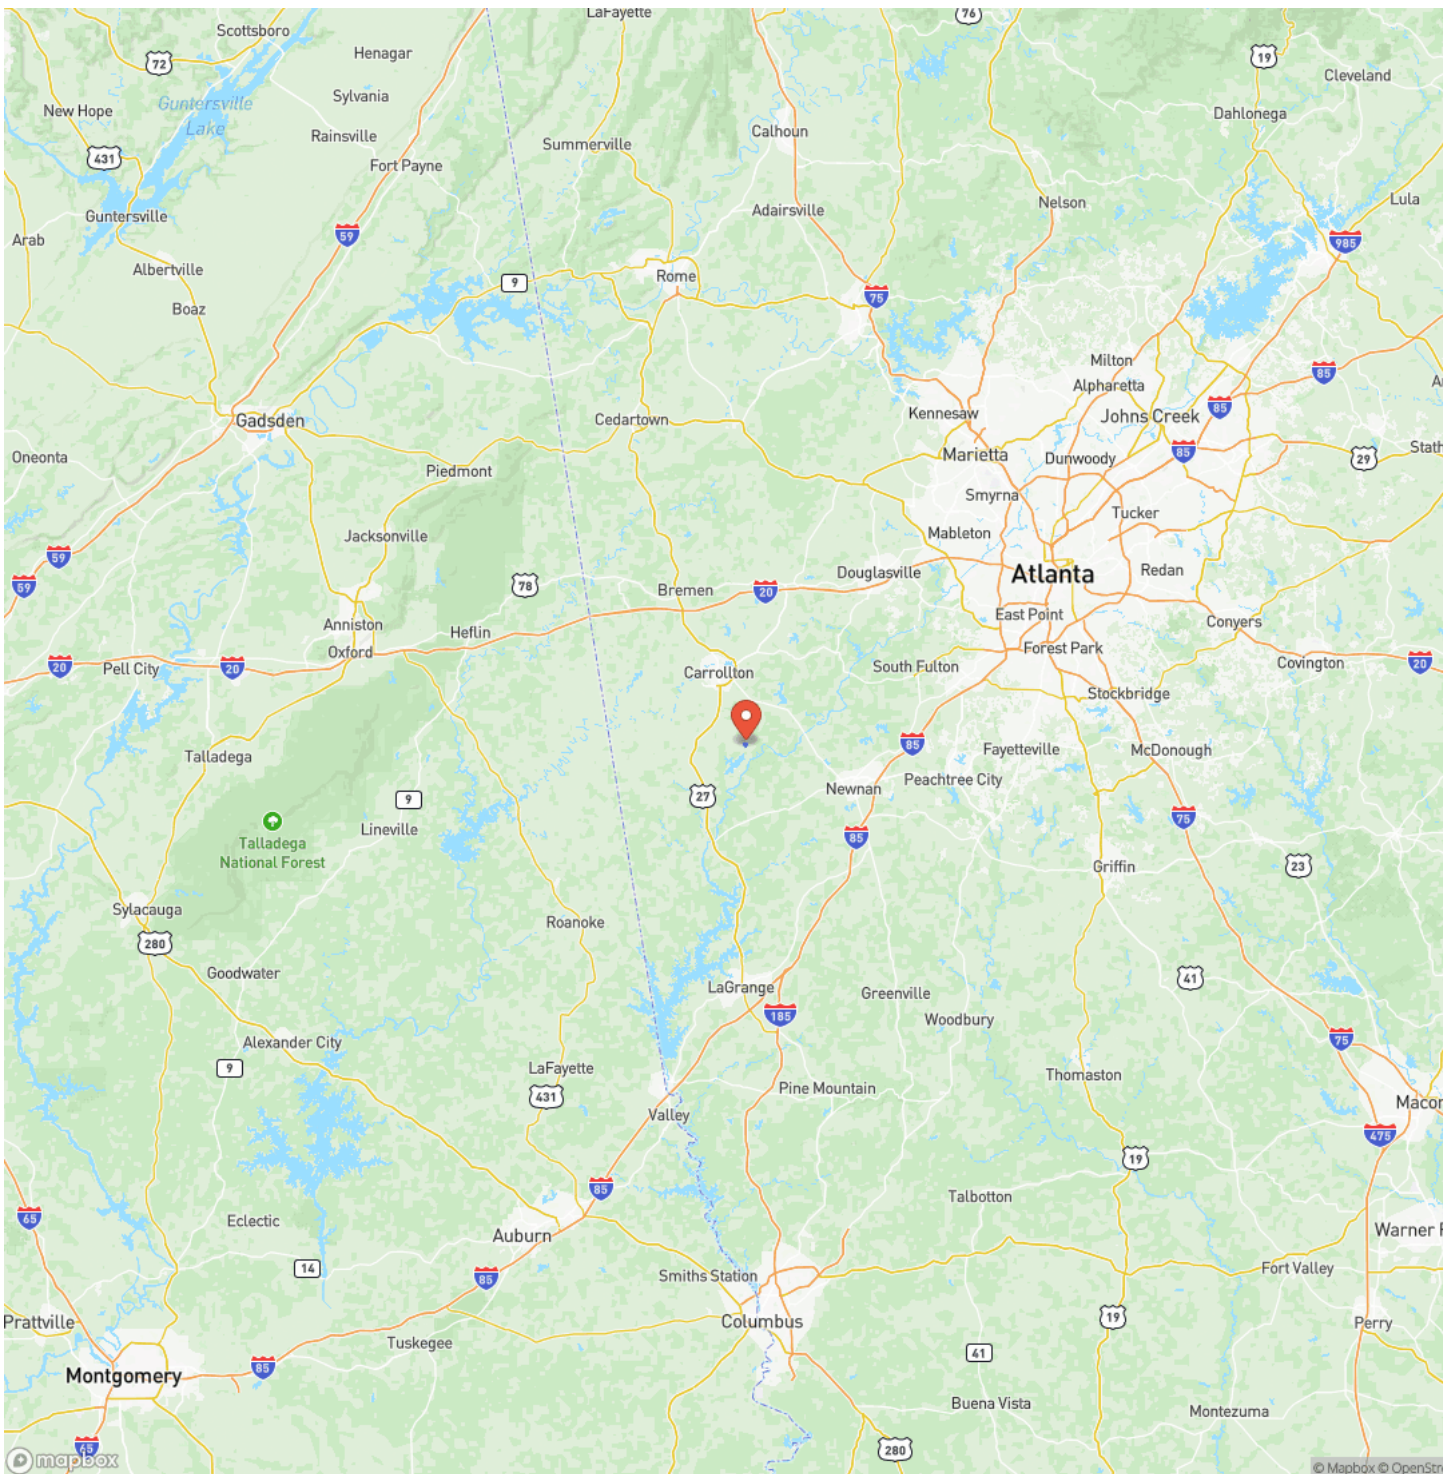 LaFayette
76
Scottsboro
72
Henagar
19
Cleveland
Sylvania
New Hope
Guntersville
Lake
Dahlonega
Rainsville
Calhoun
Summerville
431
Fort Payne
Guntersville
Adairsville
Nelson
Lula
Arab
59
985
Albertville
Rome
9
75
Boaz
Milton
85
Alpharetta
Kennesaw
85
Johns Creek
Gadsden
Cedartown
Oneonta
Marietta
Dunwoody
85
29
Stath
Piedmont
Smyrna
Tucker
Jacksonville
Mableton
59
59
78
Bremen
20
Douglasville
Atlanta
Redan
Anniston
Heflin
East Point
Conyers
Oxford
Forest Park
20
Pell City
20
Carrollton
South Fulton
Covington
20
Stockbridge
Talladega
85
Fayetteville
McDonough
9
27
Newnan
Peachtree City
Lineville
85
75
Talladega
National Forest
Griffin
23
Sylacauga
Roanoke
280
Goodwater
LaGrange
Greenville
41
185
Woodbury
Alexander City
75
9
LaFayette
Thomaston
431
Pine Mountain
Macon
Valley
475
19
85
Talbotton
65
Eclectic
Auburn
Warner
14
85
Smiths Station
Fort Valley
Prattville
Columbus
19
Perry
Tuskegee
85
41
Montgomery
Buena Vista
Montezuma
65
280
mapbox
© Mapbox © OpenStr